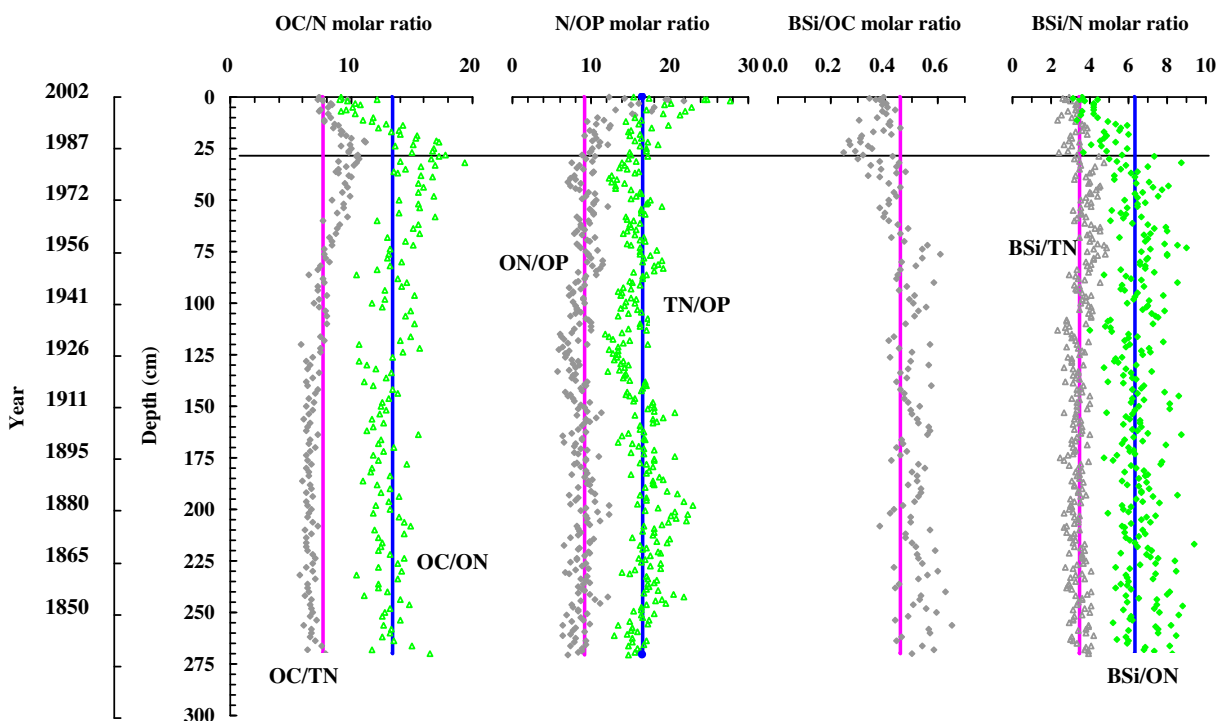 OC/N molar ratio N/OP molar ratio BSi/OC molar ratio BSi/N molar ratio
0 10 20 0 10 20 30 0.0 0.2 0.4 0.6 0 2 4 6 8 10
2002 0
1987 25
1972 50
1956 75
BSi/TN
ON/OP
1941 100
TN/OP
1926 125
1911 150
1895 175
1880 200
1865 225
OC/ON
1850 250
OC/TN 275 BSi/ON
300
Year
Depth (cm)